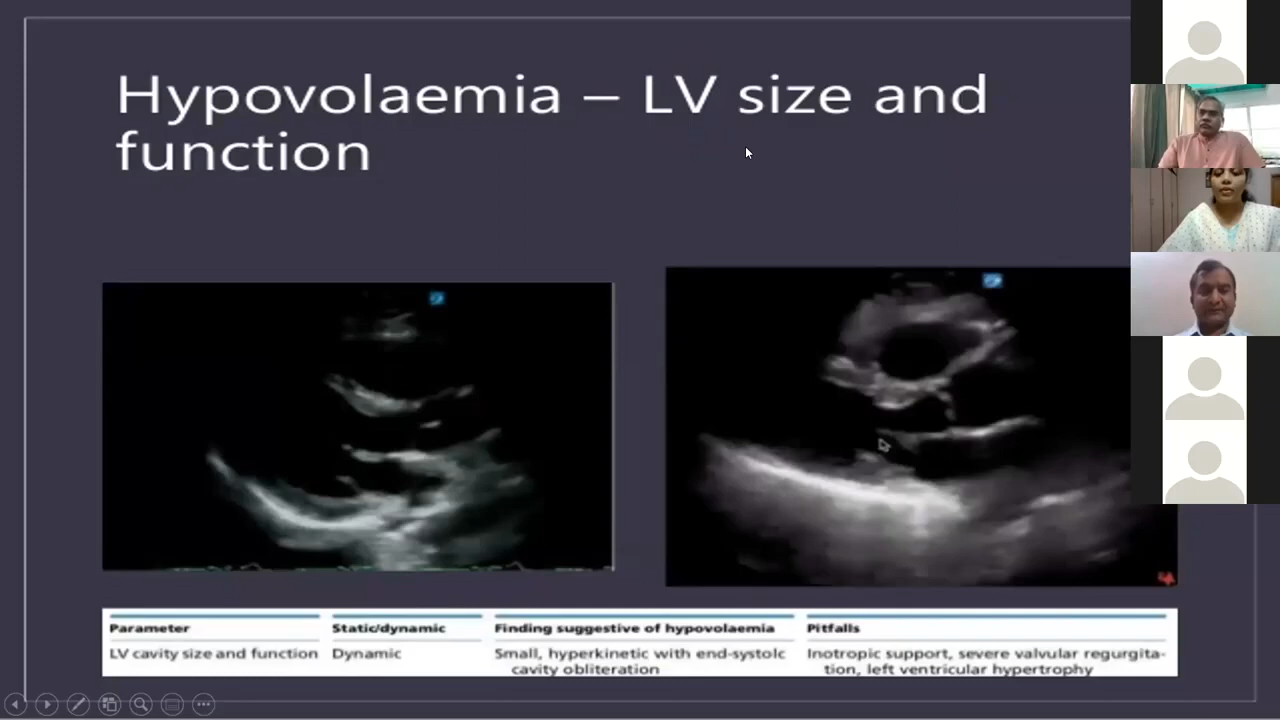 Hypovolaemia – LV size and
function
Parameter Static/dynamic Finding suggestive of hypovolaemia Pitfalls
LV cavity size and function Dynamic Small, hyperkinetic with end-systolc Inotropic support, severe valvular regurgita-
cavity obliteration tion, left ventricular hypertrophy